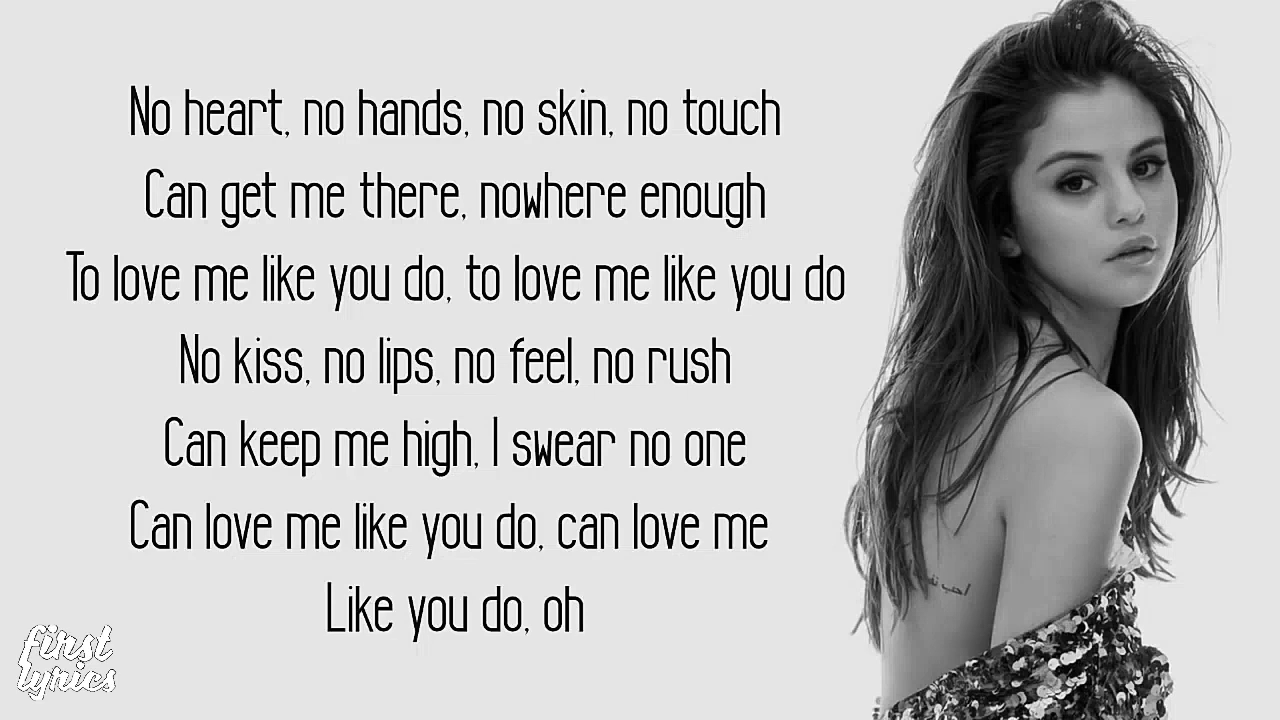 No heart, no hands, no skin, no touch
Can get me there, nowhere enough
To love me like you do, to love me like you do
No kiss, no lips, no feel, no rush
Can keep me high, I swear no one
Can love me like you do, can love me
Like you do, oh
first
lyrics
احب